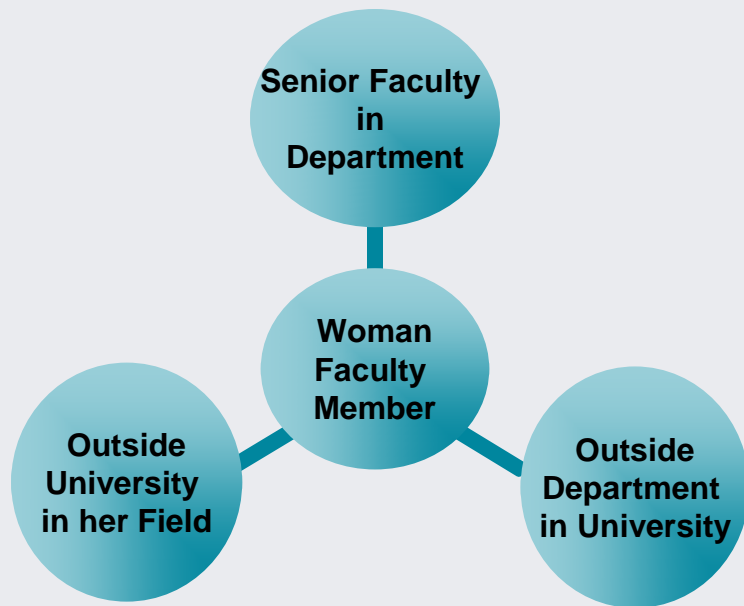 Senior Faculty
in
Department
Woman
Faculty
Member
Outside
University
in her Field
Outside
Department
in University